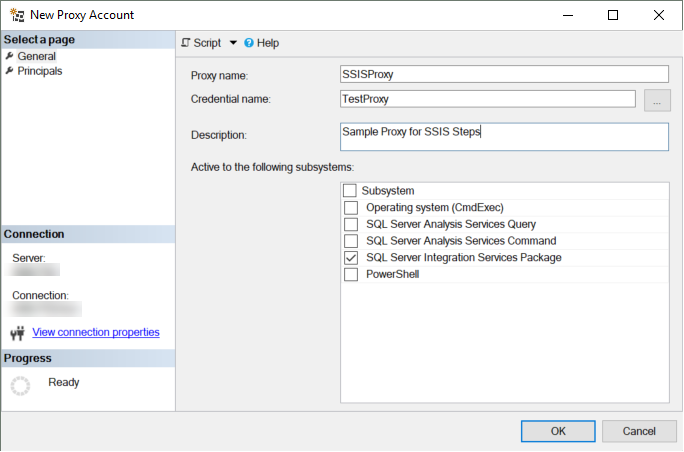 New Proxy Account
Select a page
General
Principals
Script
Help
Proxy name:
SSISProxy
Credential name:
TestProxy
...
Description:
Sample Proxy for SSIS Steps
Active to the following subsystems:
Subsystem
Operating system (CmdExec)
SQL Server Analysis Services Query
SQL Server Analysis Services Command
SQL Server Integration Services Package
PowerShell
Connection
Server:
Connection:
View connection properties
Progress
Ready
OK
Cancel